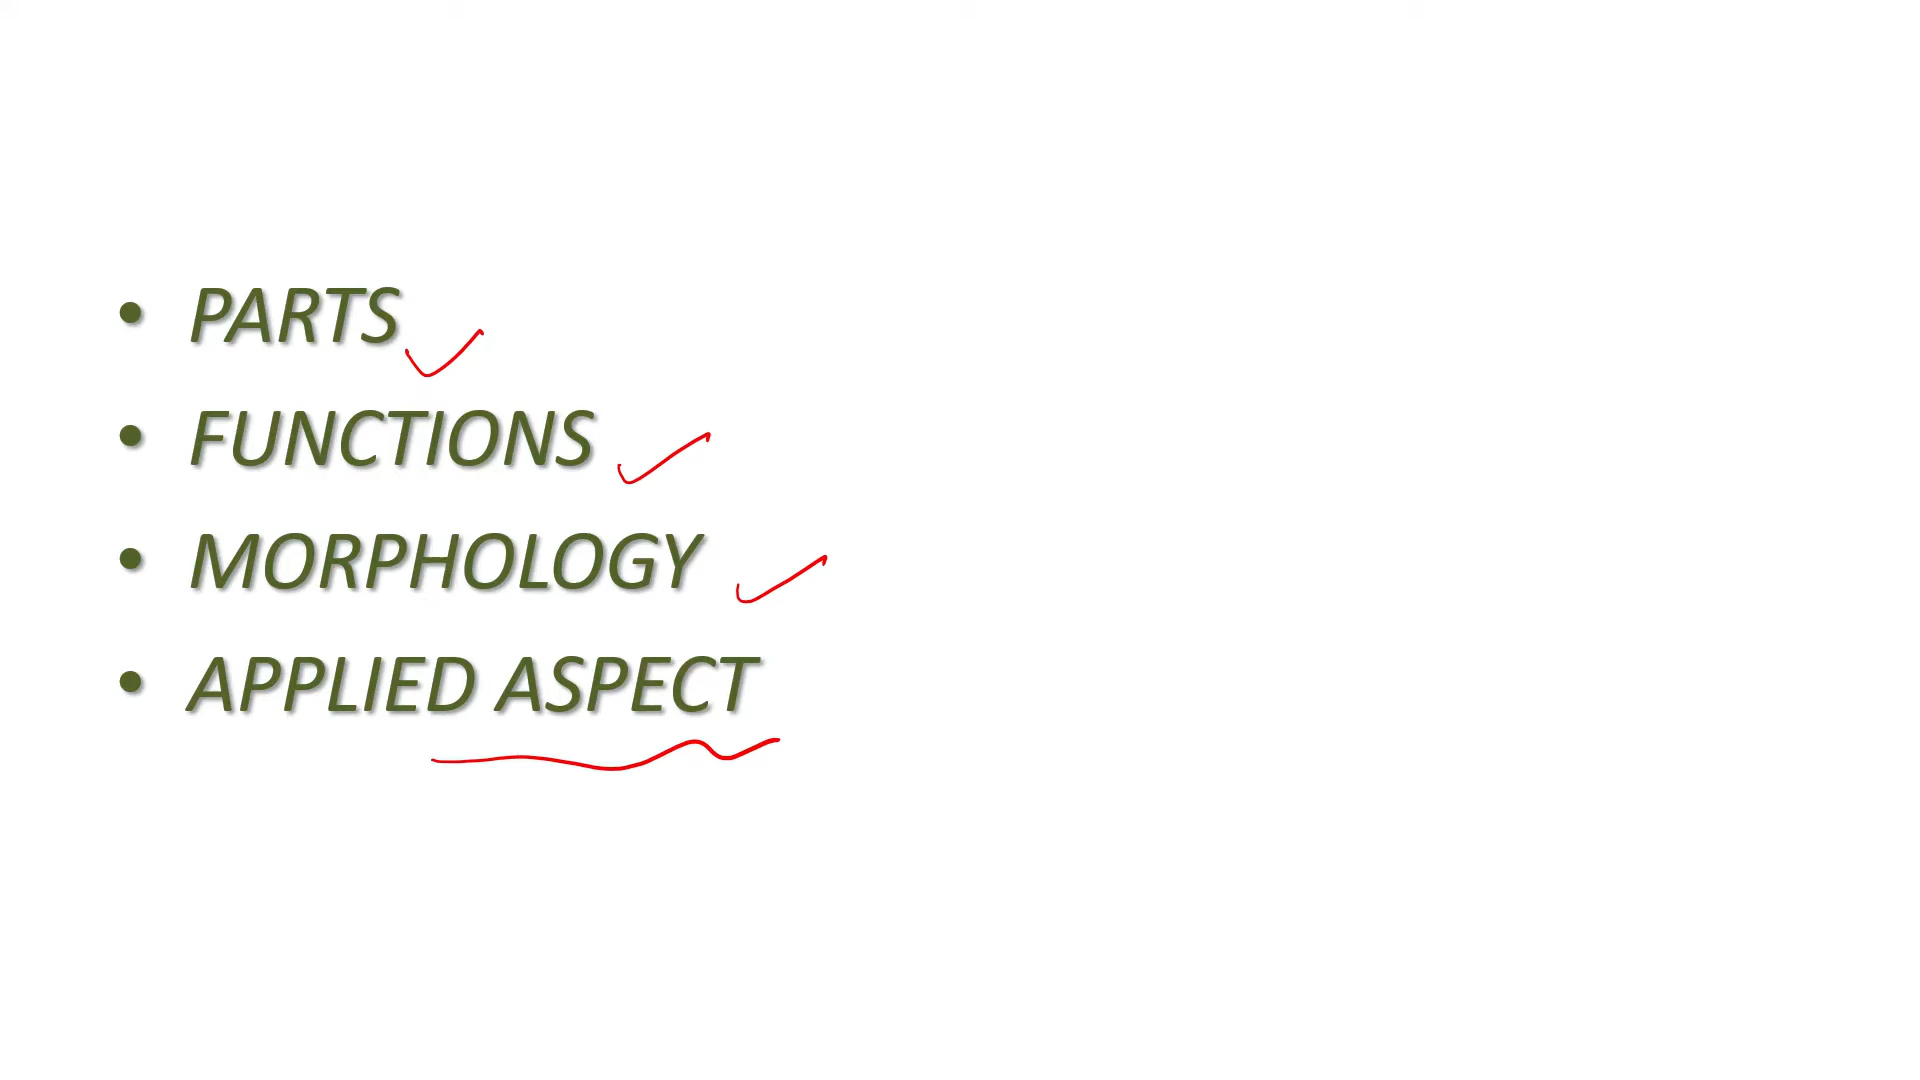 • PARTS
• FUNCTIONS
• MORPHOLOGY
• APPLIED ASPECT